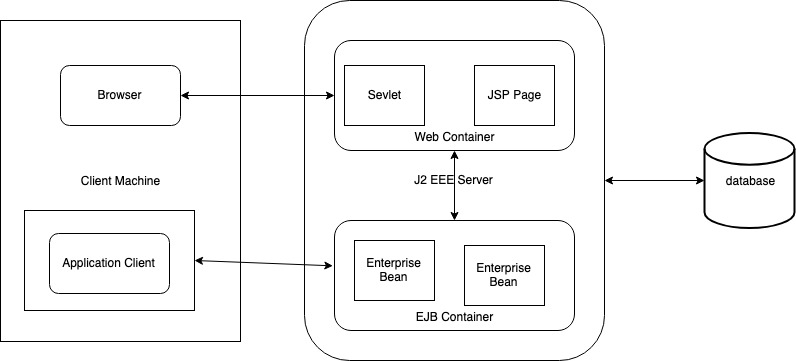 Browser
Client Machine
Application Client
Sevlet
JSP Page
Web Container
J2 EEE Server
Enterprise
Bean
Enterprise
Bean
EJB Container
database